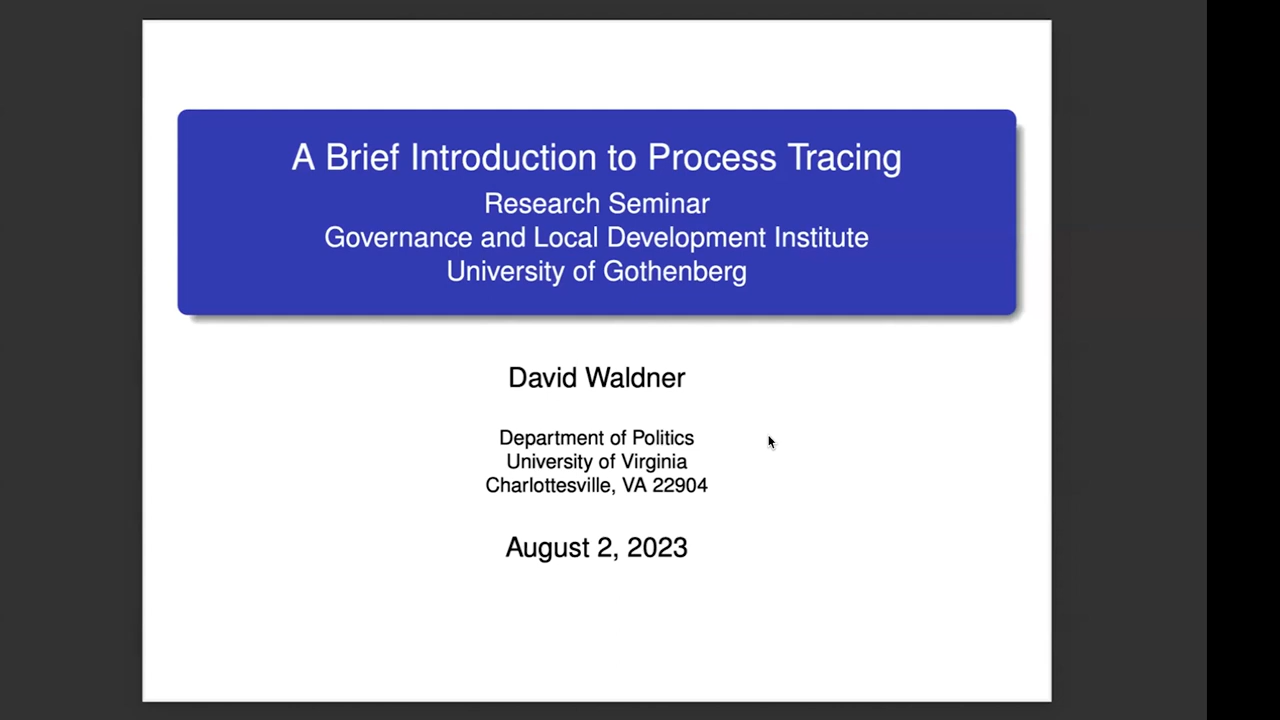 A Brief Introduction to Process Tracing
Research Seminar
Governance and Local Development Institute
University of Gothenberg
David Waldner
Department of Politics
University of Virginia
Charlottesville, VA 22904
August 2, 2023